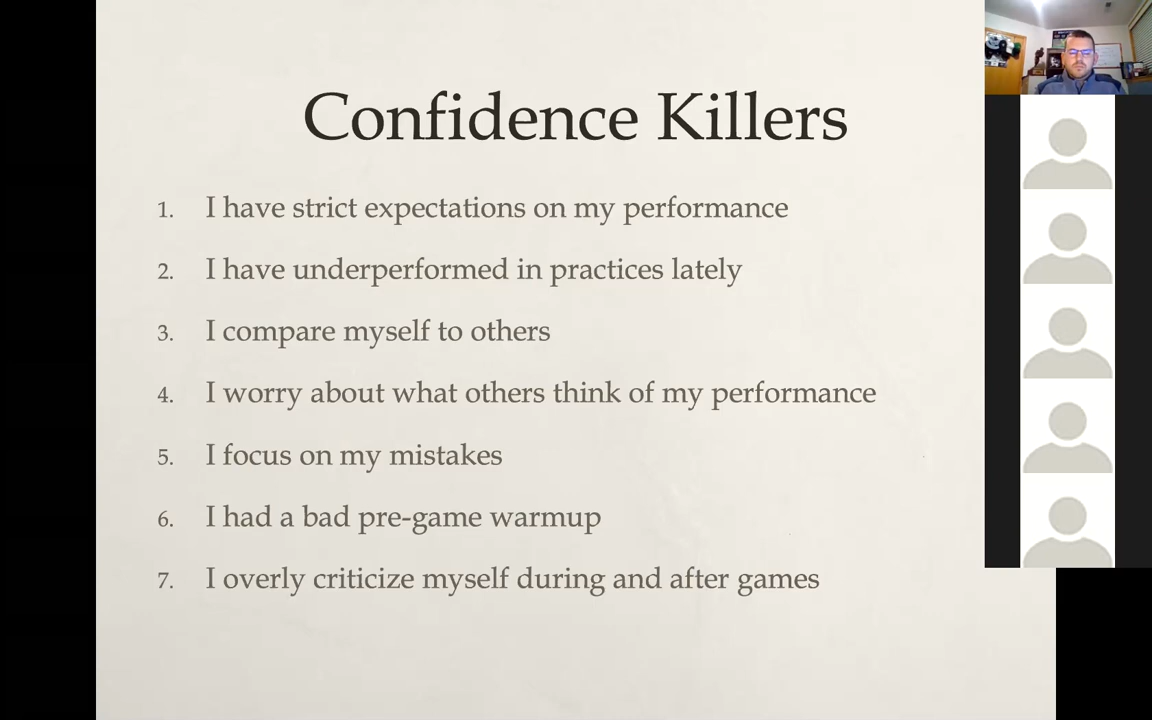 Confidence Killers
1. I have strict expectations on my performance
2. I have underperformed in practices lately
3. I compare myself to others
4. I worry about what others think of my performance
5. I focus on my mistakes
6. I had a bad pre-game warmup
7. I overly criticize myself during and after games